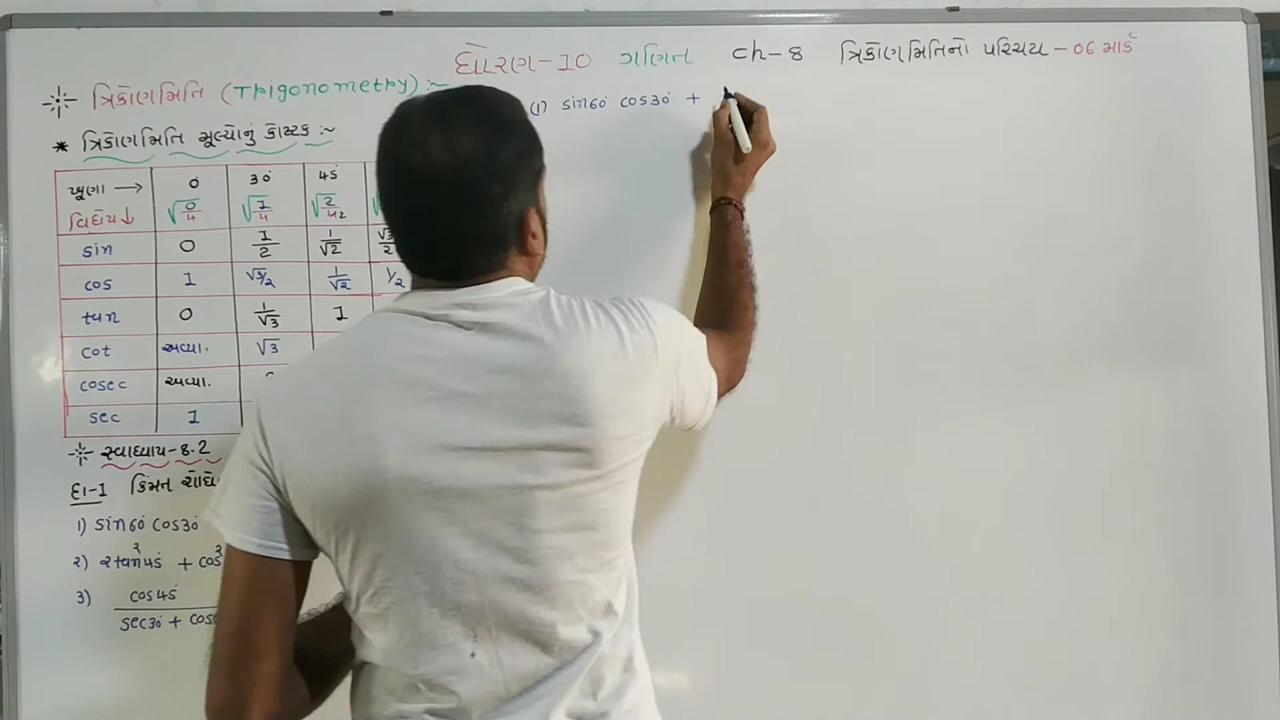 ધોરણ-10 ગણિત ch-8 ત્રિકોણમિતિનો પરિચય - 06 માર્ક
ત્રિકોણમિતિ (Trigonometry) :-
(1) sin60° cos30° +
* ત્રિકોણમિતિ મૂલ્યોનું કોષ્ટક :-
ખૂણા → 0° 30° 45°
વિધેય ↓ √0/4 √1/4 √2/4 2
sin 0 1/2 1/√2 √3/2
cos 1 √3/2 1/√2 1/2
tan 0 1/√3 1
cot અવ્યા. √3
cosec અવ્યા.
sec 1
સ્વાધ્યાય-8.2
દા-1 કિંમત
1) sin60° cos30°
2) 2tan²45° + cos²
3) cos45°
sec30° +